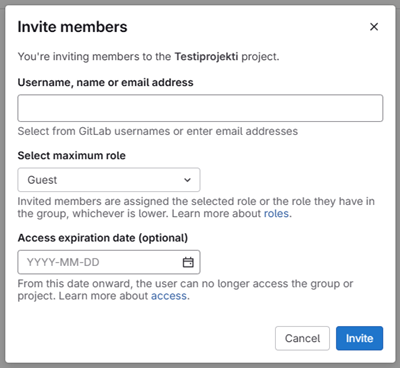 Invite members
You're inviting members to the Testiprojekti project.
Username, name or email address
Select from GitLab usernames or enter email addresses
Select maximum role
Guest
Invited members are assigned the selected role or the role they have in
the group, whichever is lower. Learn more about roles.
Access expiration date (optional)
YYYY-MM-DD
From this date onward, the user can no longer access the group or
project. Learn more about access.
Cancel Invite